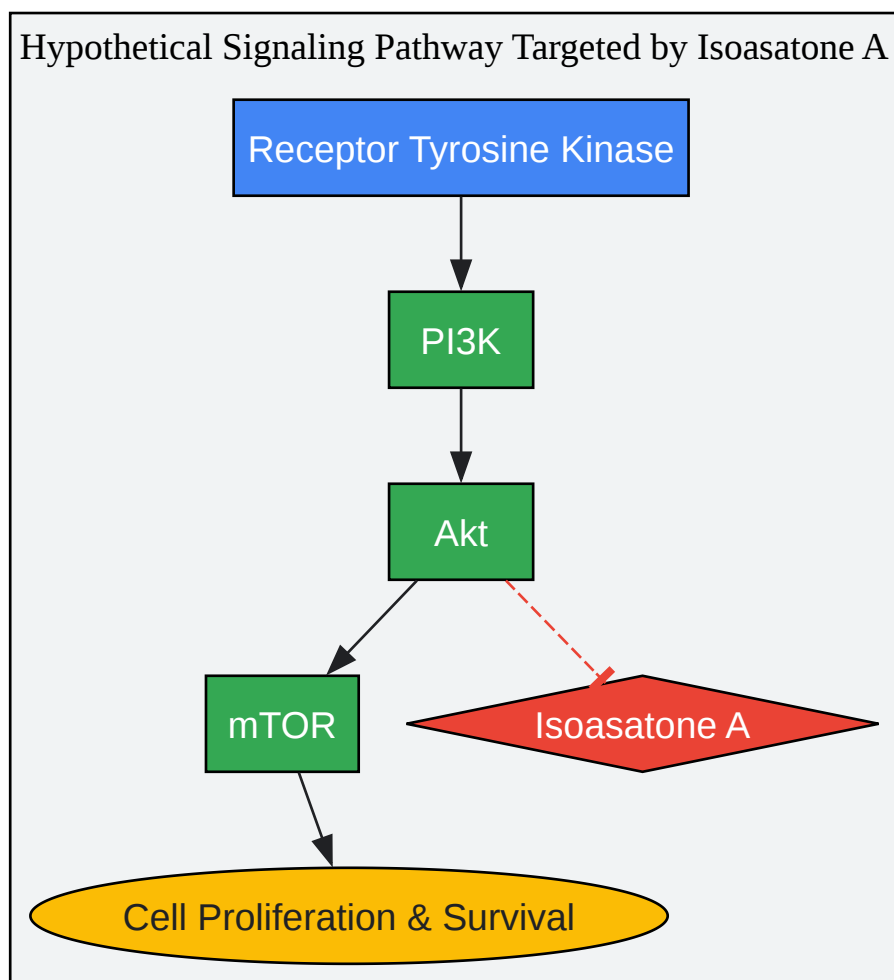 Hypothetical Signaling Pathway Targeted by Isoasatone A
Receptor Tyrosine Kinase
PI3K
Akt
mTOR
Isoasatone A
Cell Proliferation & Survival